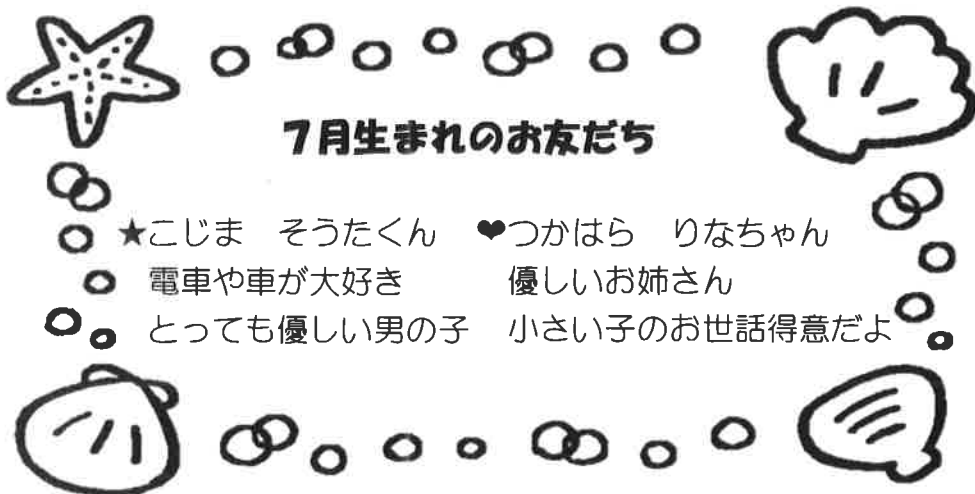 7月生まれのお友だち
★こじま　そうたくん　♥つかはら　りなちゃん
電車や車が大好き　優しいお姉さん
とっても優しい男の子　小さい子のお世話得意だよ